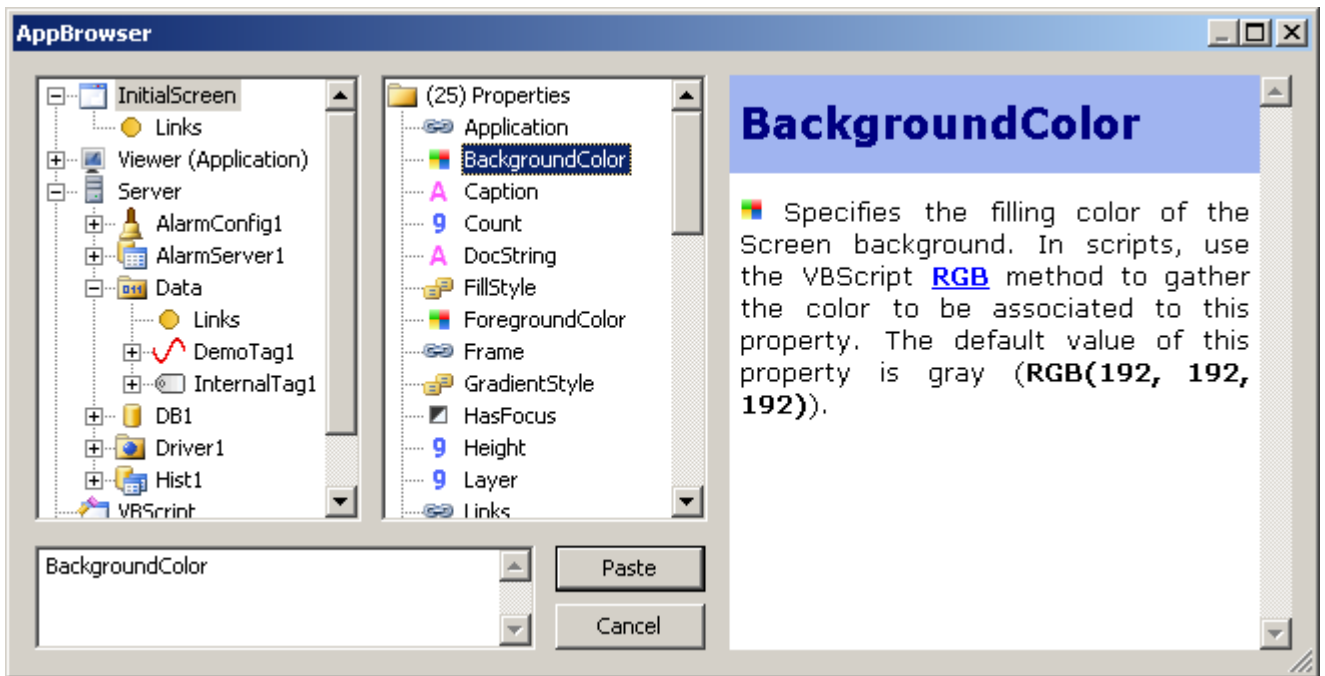 AppBrowser
InitialScreen
Links
Viewer (Application)
Server
AlarmConfig1
AlarmServer1
Data
Links
DemoTag1
InternalTag1
DB1
Driver1
Hist1
VBScript
(25) Properties
Application
BackgroundColor
Caption
Count
DocString
FillStyle
ForegroundColor
Frame
GradientStyle
HasFocus
Height
Layer
Links
BackgroundColor
Specifies the filling color of the
Screen background. In scripts, use
the VBScript RGB method to gather
the color to be associated to this
property. The default value of this
property is gray (RGB(192, 192,
192)).
BackgroundColor
Paste
Cancel